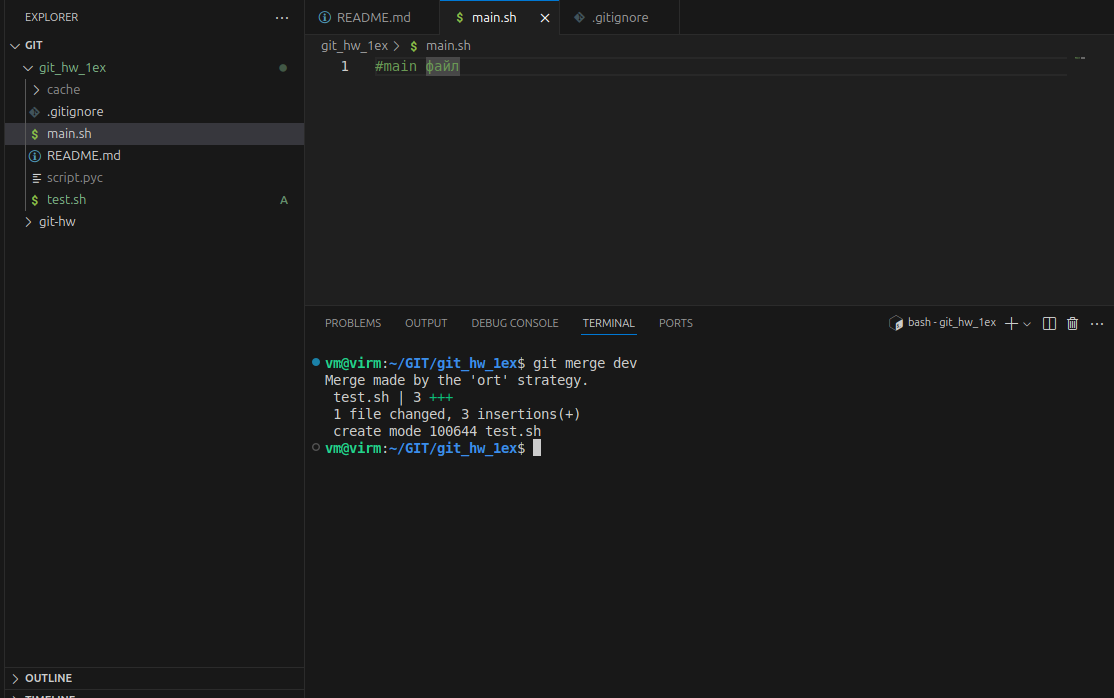 EXPLORER
GIT
git_hw_1ex
cache
.gitignore
main.sh
README.md
script.pyc
test.sh A
git-hw
OUTLINE
TIMELINE
README.md main.sh .gitignore
git_hw_1ex > main.sh
1 #main файл
PROBLEMS OUTPUT DEBUG CONSOLE TERMINAL PORTS
bash - git_hw_1ex
vm@virm:~/GIT/git_hw_1ex$ git merge dev
Merge made by the 'ort' strategy.
test.sh | 3 +++
1 file changed, 3 insertions(+)
create mode 100644 test.sh
vm@virm:~/GIT/git_hw_1ex$